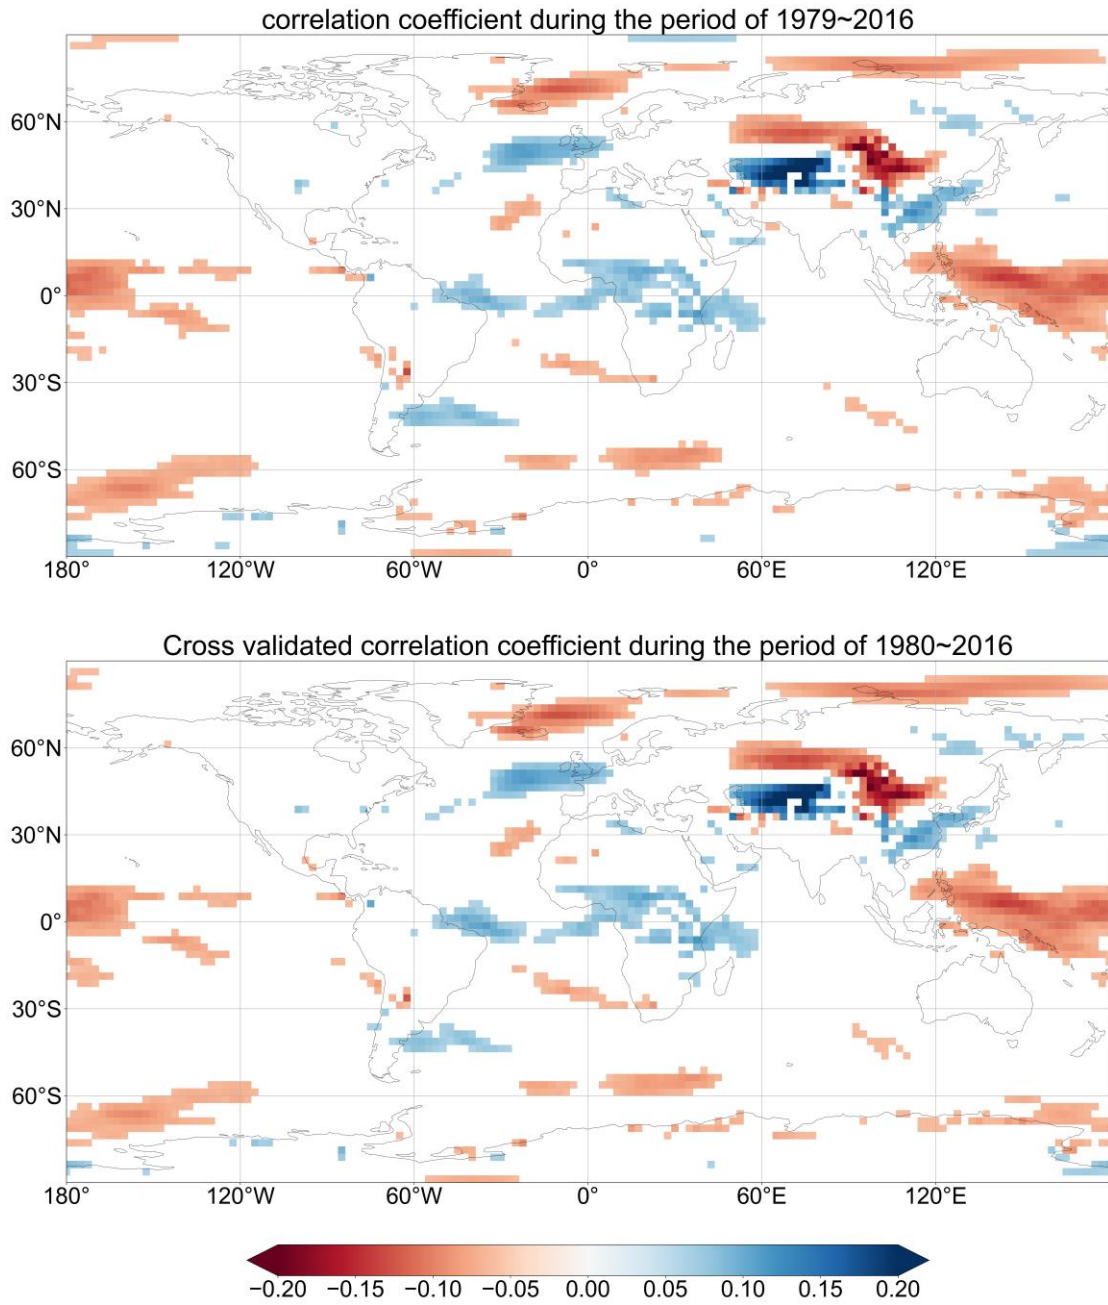 correlation coefficient during the period of 1979~2016
60°N
30°N
0°
30°S
60°S
180° 120°W 60°W 0° 60°E 120°E
Cross validated correlation coefficient during the period of 1980~2016
60°N
30°N
0°
30°S
60°S
180° 120°W 60°W 0° 60°E 120°E
−0.20 −0.15 −0.10 −0.05 0.00 0.05 0.10 0.15 0.20